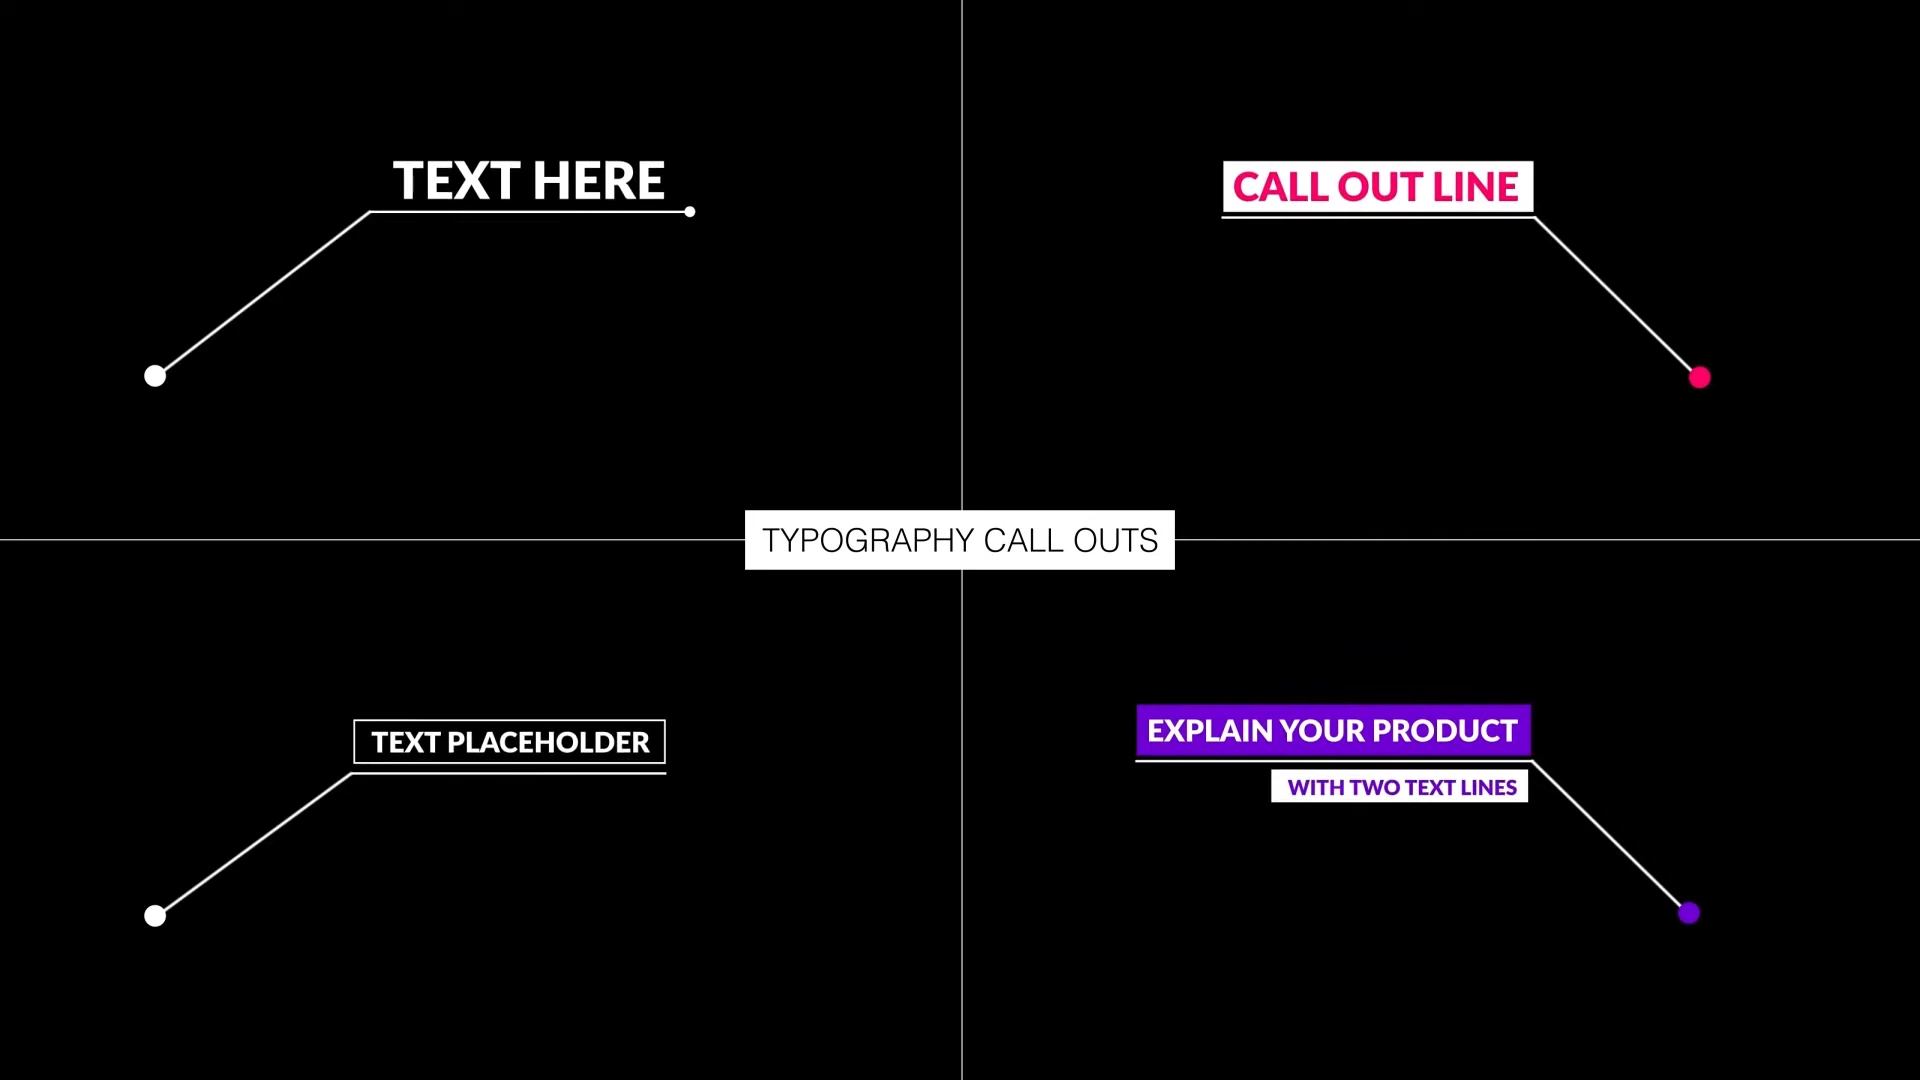 TEXT HERE
CALL OUT LINE
TYPOGRAPHY CALL OUTS
TEXT PLACEHOLDER
EXPLAIN YOUR PRODUCT
WITH TWO TEXT LINES